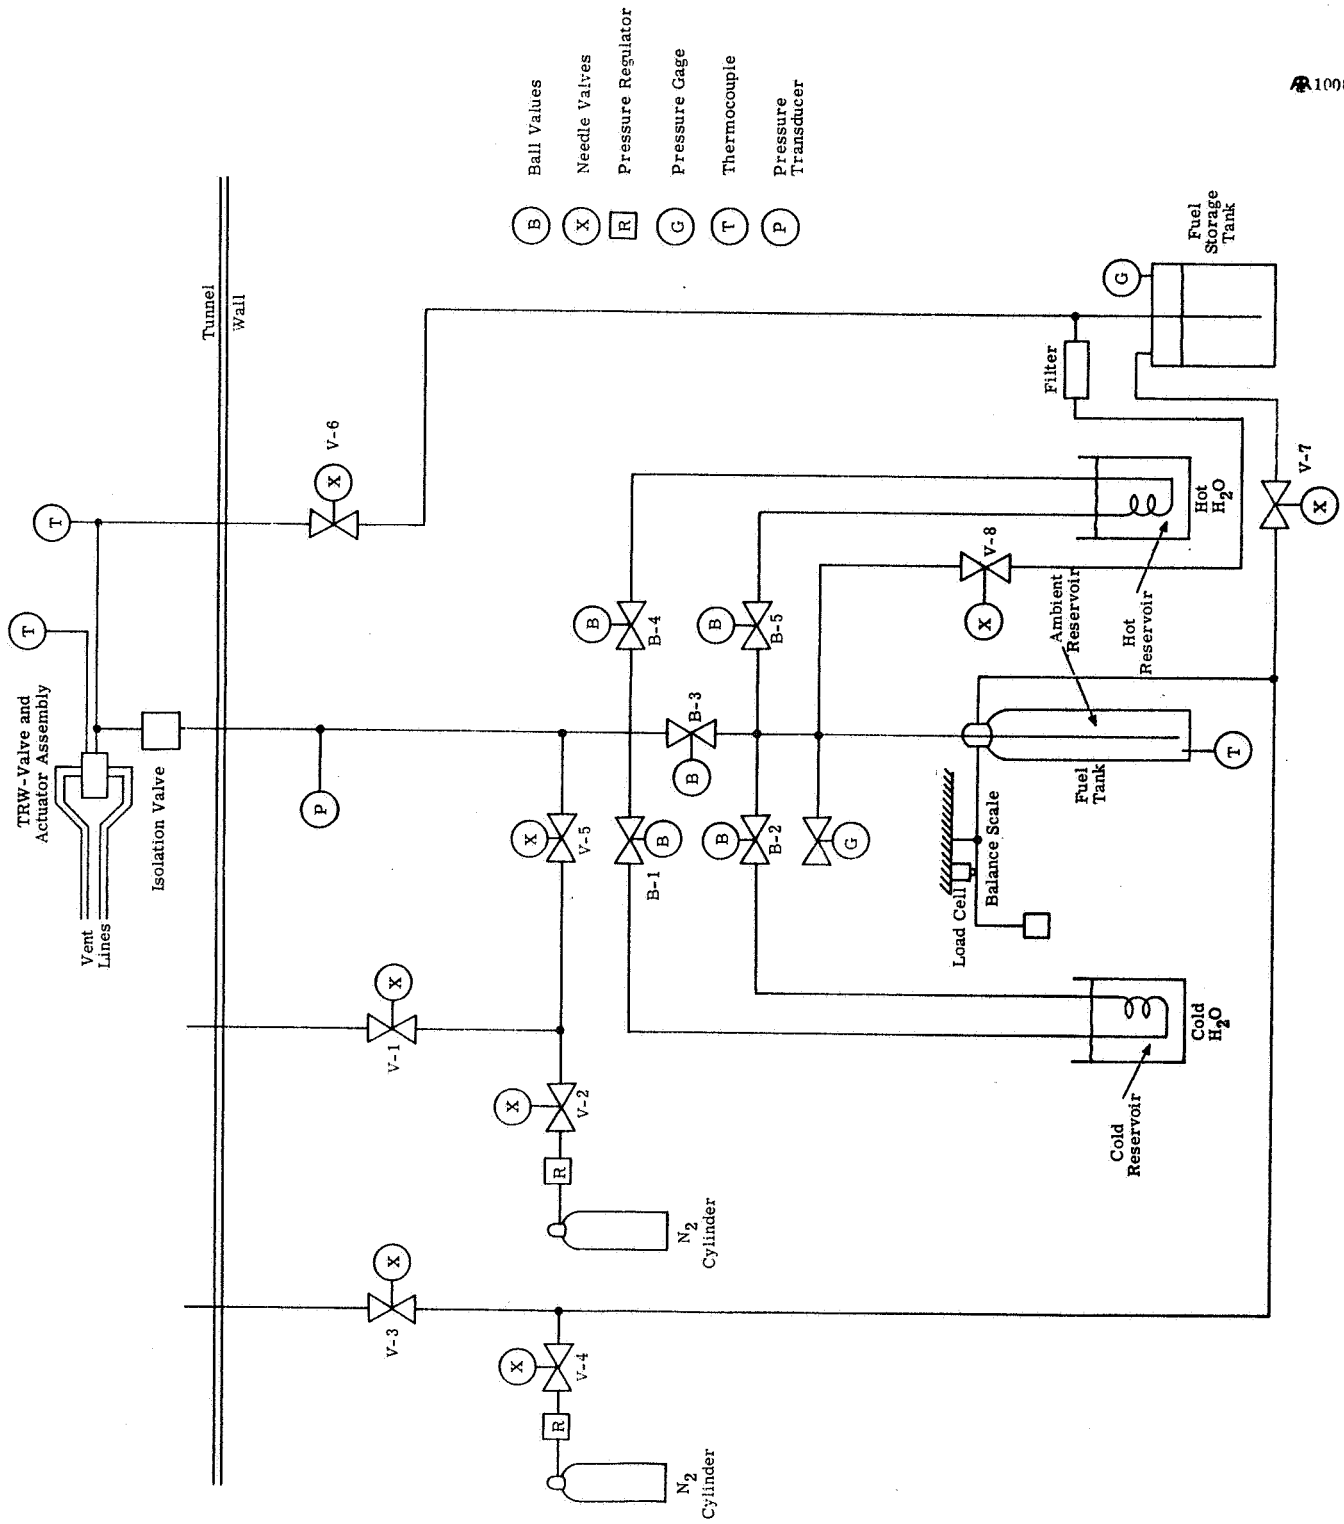 TRW-Valve and
Actuator Assembly
T
T
Vent
Lines
Isolation Valve
Tunnel
Wall
P
X
V-6
X
V-1
X
V-3
X
V-5
X
V-2
R
N2
Cylinder
X
V-4
R
N2
Cylinder
B
B-4
B
B-1
B
B-3
B
B-5
B
B-2
G
X
V-8
Load Cell
Balance Scale
Fuel
Tank
T
Ambient
Reservoir
Hot
Reservoir
Hot
H2O
Cold
Reservoir
Cold
H2O
Filter
G
Fuel
Storage
Tank
X
V-7
B Ball Values
X Needle Valves
R Pressure Regulator
G Pressure Gage
T Thermocouple
P Pressure
Transducer